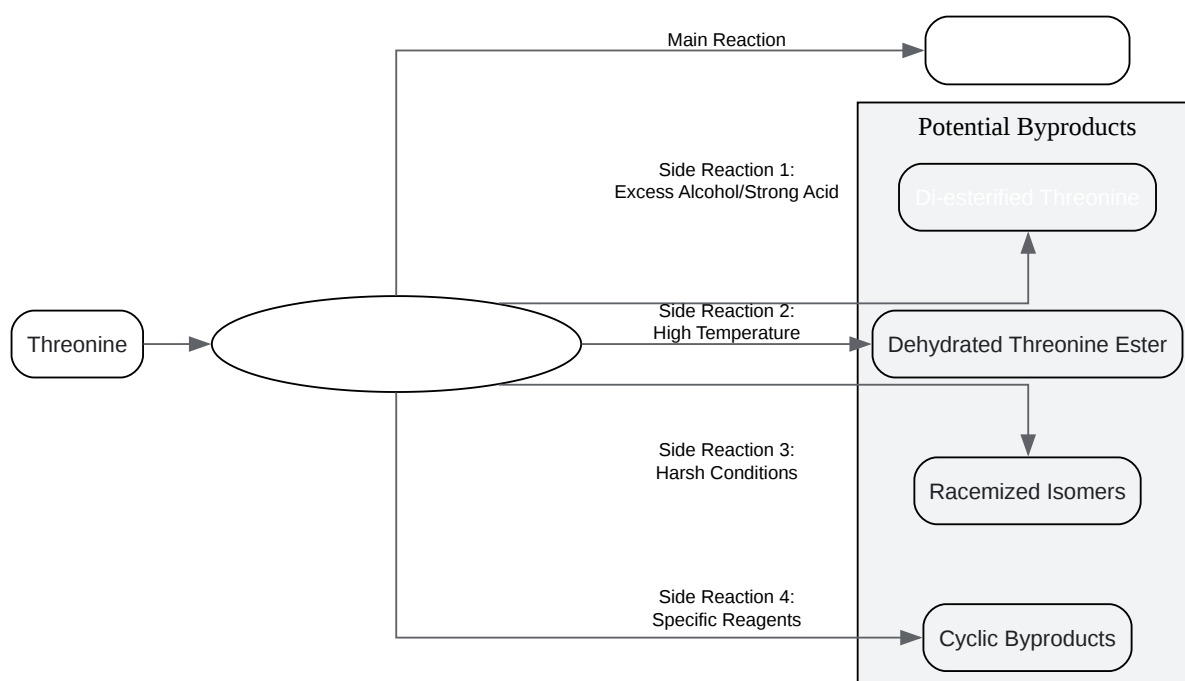 Main Reaction
Potential Byproducts
Side Reaction 1:
Excess Alcohol/Strong Acid
Di-esterified Threonine
Side Reaction 2:
High Temperature
Threonine
Dehydrated Threonine Ester
Side Reaction 3:
Harsh Conditions
Racemized Isomers
Side Reaction 4:
Specific Reagents
Cyclic Byproducts